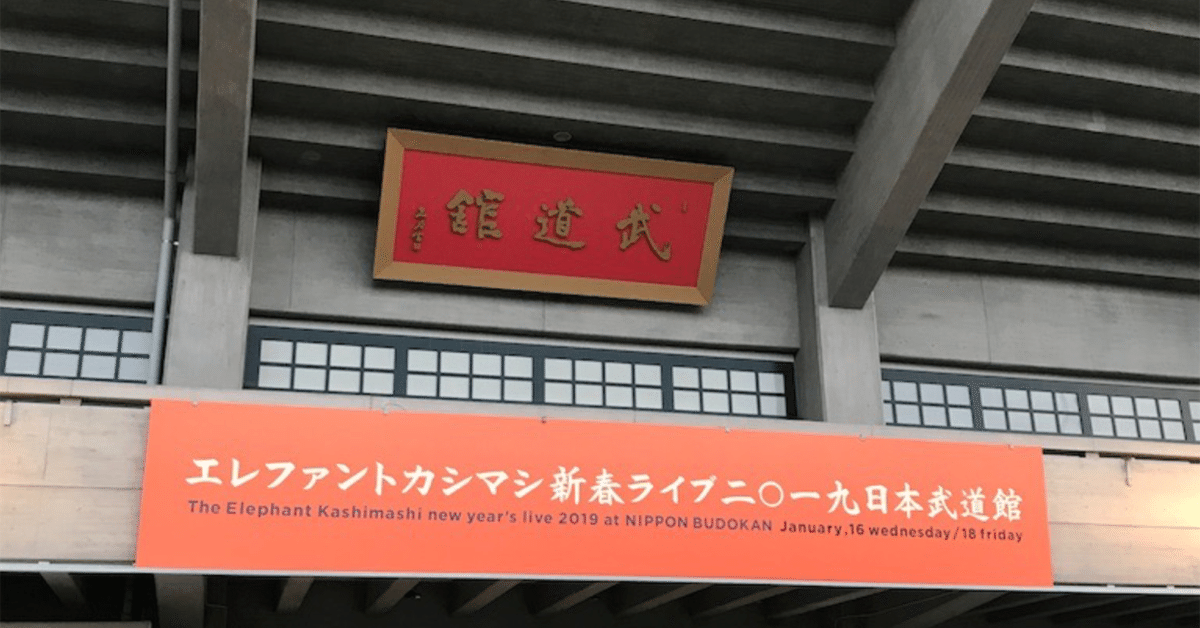 武道館
エレファントカシマシ新春ライブ二〇一九日本武道館
The Elephant Kashimashi new year's live 2019 at NIPPON BUDOKAN January,16 wednesday/18 friday